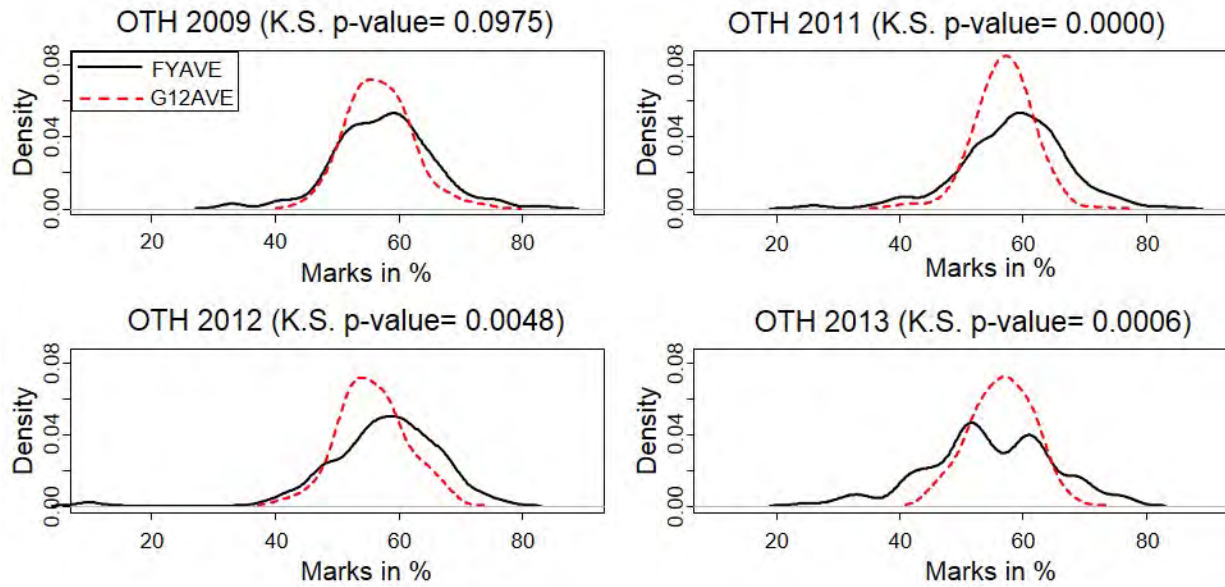 OTH 2009 (K.S. p-value= 0.0975)
FYAVE
G12AVE
Density
0.00 0.04 0.08
20 40 60 80
Marks in %
OTH 2011 (K.S. p-value= 0.0000)
Density
0.00 0.04 0.08
20 40 60 80
Marks in %
OTH 2012 (K.S. p-value= 0.0048)
Density
0.00 0.04 0.08
20 40 60 80
Marks in %
OTH 2013 (K.S. p-value= 0.0006)
Density
0.00 0.04 0.08
20 40 60 80
Marks in %